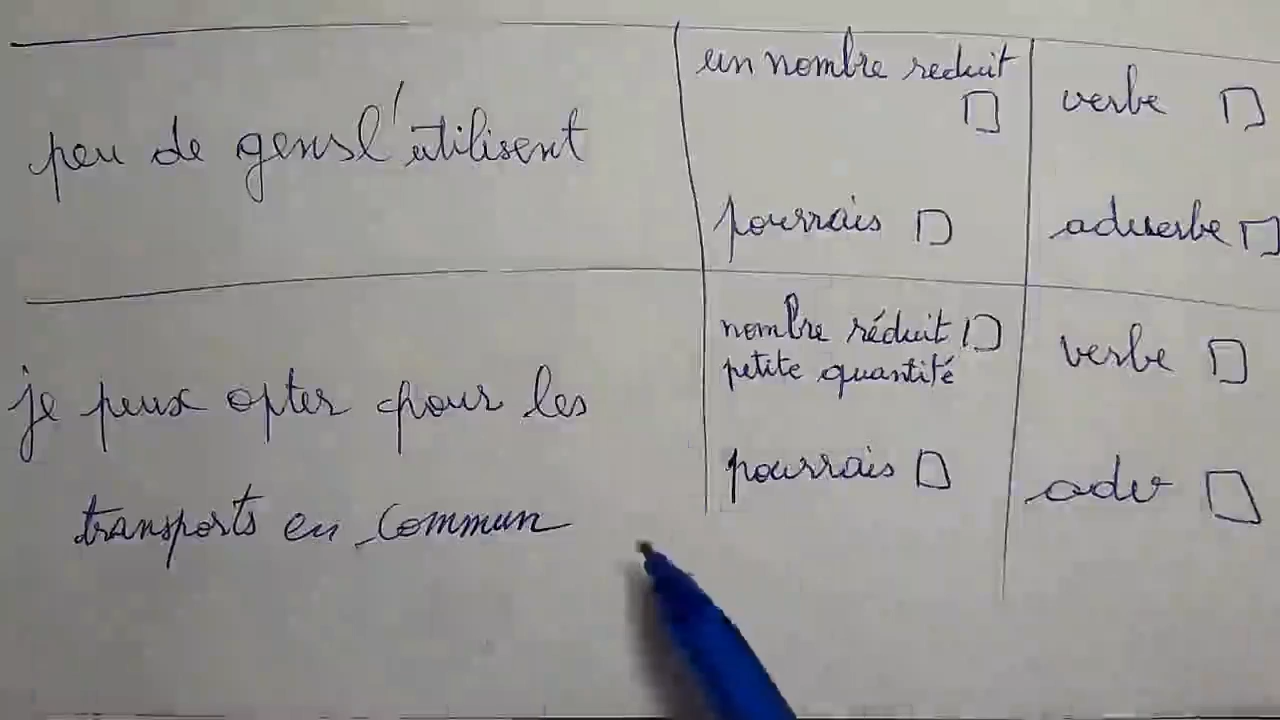 peu de gens l'utilisent
un nombre reduit
pourrais
verbe
adverbe
je peux opter pour les
transports en commun
nombre réduit
petite quantité
pourrais
verbe
adv